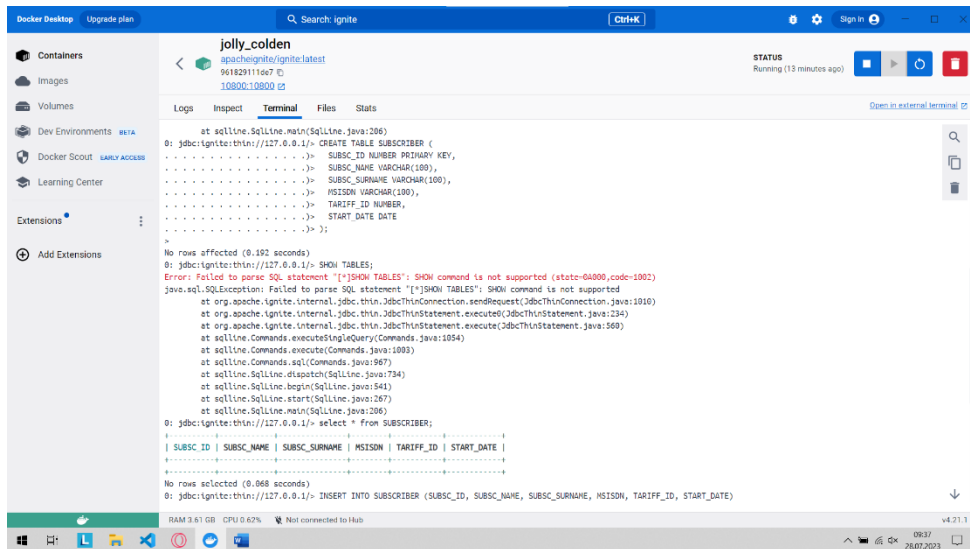 Docker Desktop Upgrade plan Search: ignite Ctrl+K Sign in
Containers
Images
Volumes
Dev Environments BETA
Docker Scout EARLY ACCESS
Learning Center
Extensions
Add Extensions
jolly_colden
apacheignite/ignite:latest
961829111de7
10800:10800
STATUS
Running (13 minutes ago)
Logs Inspect Terminal Files Stats
Open in external terminal
at sqlline.SqlLine.main(SqlLine.java:206)
0: jdbc:ignite:thin://127.0.0.1/> CREATE TABLE SUBSCRIBER (
. . . . . . . . . . . . . . . .)> SUBSC_ID NUMBER PRIMARY KEY,
. . . . . . . . . . . . . . . .)> SUBSC_NAME VARCHAR(100),
. . . . . . . . . . . . . . . .)> SUBSC_SURNAME VARCHAR(100),
. . . . . . . . . . . . . . . .)> MSISDN VARCHAR(100),
. . . . . . . . . . . . . . . .)> TARIFF_ID NUMBER,
. . . . . . . . . . . . . . . .)> START_DATE DATE
. . . . . . . . . . . . . . . .)> );
>
No rows affected (0.192 seconds)
0: jdbc:ignite:thin://127.0.0.1/> SHOW TABLES;
Error: Failed to parse SQL statement "[*]SHOW TABLES": SHOW command is not supported (state=0A000,code=1002)
java.sql.SQLException: Failed to parse SQL statement "[*]SHOW TABLES": SHOW command is not supported
at org.apache.ignite.internal.jdbc.thin.JdbcThinConnection.sendRequest(JdbcThinConnection.java:1010)
at org.apache.ignite.internal.jdbc.thin.JdbcThinStatement.execute0(JdbcThinStatement.java:234)
at org.apache.ignite.internal.jdbc.thin.JdbcThinStatement.execute(JdbcThinStatement.java:560)
at sqlline.Commands.executeSingleQuery(Commands.java:1054)
at sqlline.Commands.execute(Commands.java:1003)
at sqlline.Commands.sql(Commands.java:967)
at sqlline.SqlLine.dispatch(SqlLine.java:734)
at sqlline.SqlLine.begin(SqlLine.java:541)
at sqlline.SqlLine.start(SqlLine.java:267)
at sqlline.SqlLine.main(SqlLine.java:206)
0: jdbc:ignite:thin://127.0.0.1/> select * from SUBSCRIBER;
| SUBSC_ID | SUBSC_NAME | SUBSC_SURNAME | MSISDN | TARIFF_ID | START_DATE |
No rows selected (0.068 seconds)
0: jdbc:ignite:thin://127.0.0.1/> INSERT INTO SUBSCRIBER (SUBSC_ID, SUBSC_NAME, SUBSC_SURNAME, MSISDN, TARIFF_ID, START_DATE)
RAM 3.61 GB CPU 0.62% Not connected to Hub v4.21.1
L
09:37
28.07.2023